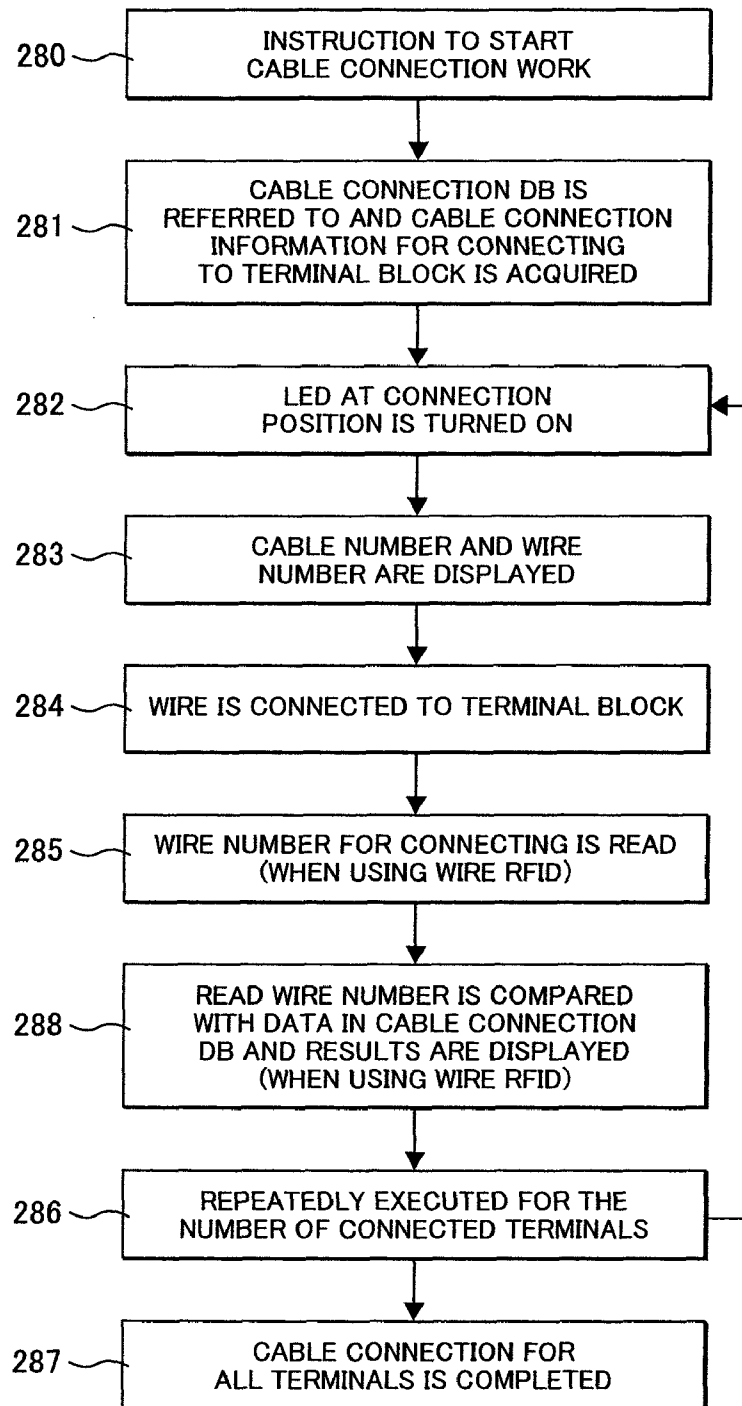 280
INSTRUCTION TO START
CABLE CONNECTION WORK
281
CABLE CONNECTION DB IS
REFERRED TO AND CABLE CONNECTION
INFORMATION FOR CONNECTING
TO TERMINAL BLOCK IS ACQUIRED
282
LED AT CONNECTION
POSITION IS TURNED ON
283
CABLE NUMBER AND WIRE
NUMBER ARE DISPLAYED
284
WIRE IS CONNECTED TO TERMINAL BLOCK
285
WIRE NUMBER FOR CONNECTING IS READ
(WHEN USING WIRE RFID)
288
READ WIRE NUMBER IS COMPARED
WITH DATA IN CABLE CONNECTION
DB AND RESULTS ARE DISPLAYED
(WHEN USING WIRE RFID)
286
REPEATEDLY EXECUTED FOR THE
NUMBER OF CONNECTED TERMINALS
287
CABLE CONNECTION FOR
ALL TERMINALS IS COMPLETED